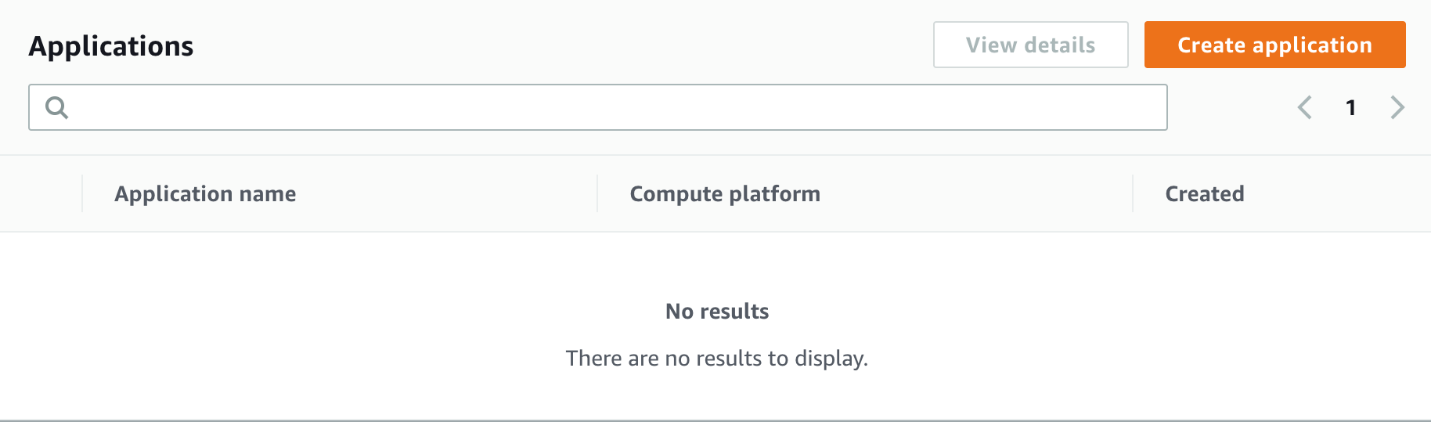 Applications
View details
Create application
1
Application name
Compute platform
Created
No results
There are no results to display.